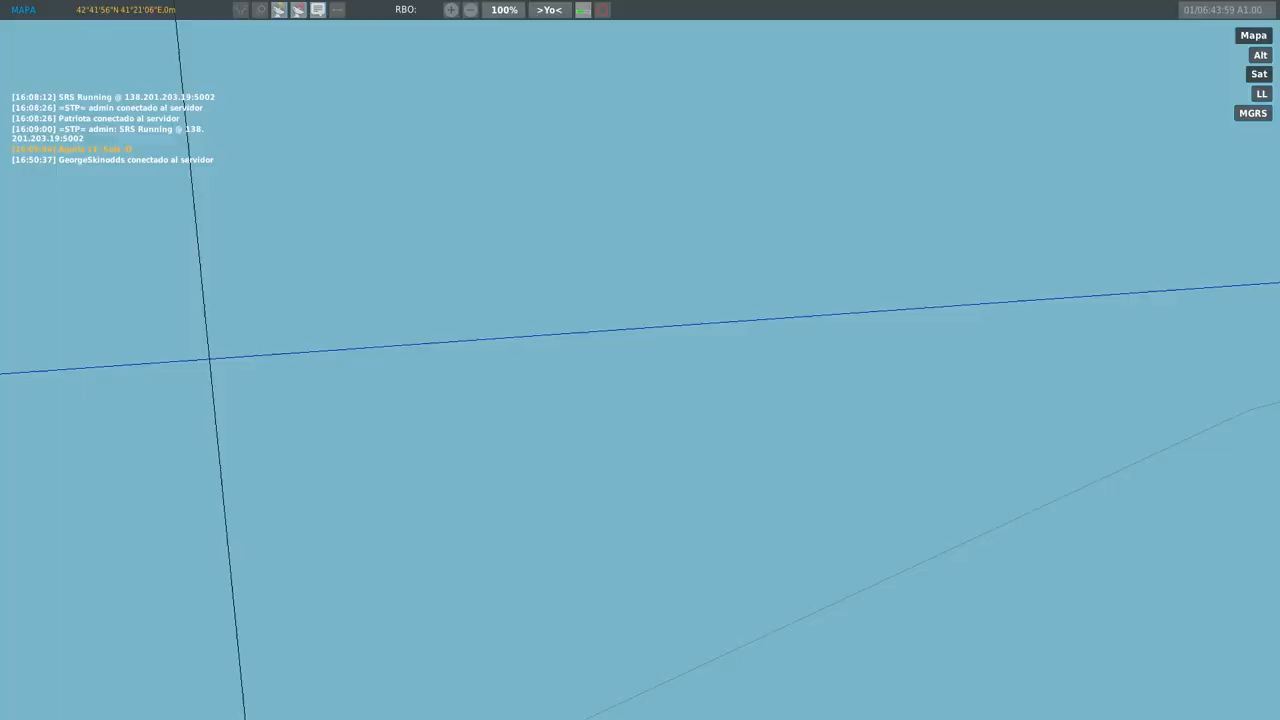 MAPA
42°41'56"N 41°21'06"E,0m
RBO:
100%
>Yo<
01/06:43:59 A1.00
Mapa
Alt
Sat
LL
MGRS
[16:08:12] SRS Running @ 138.201.203.19:5002
[16:08:26] =STP= admin conectado al servidor
[16:08:26] Patriota conectado al servidor
[16:09:00] =STP= admin: SRS Running @ 138.
201.203.19:5002
[16:50:37] GeorgeSkinodds conectado al servidor